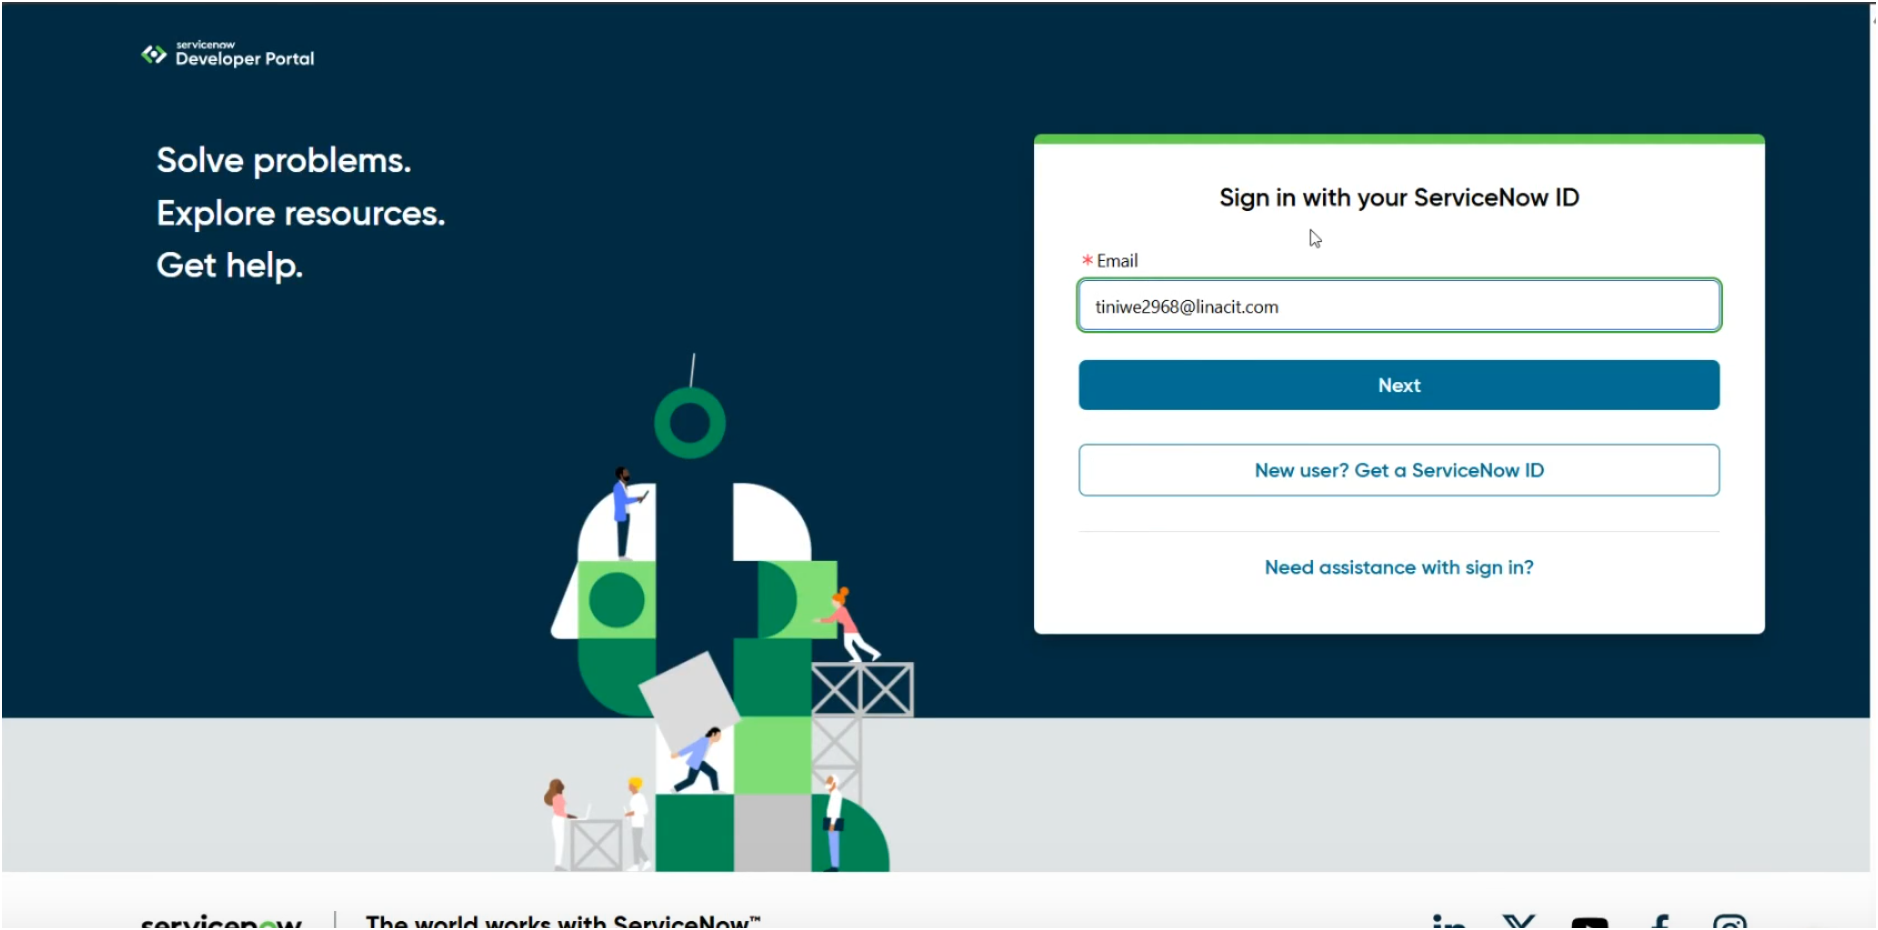 servicenow
Developer Portal
Solve problems.
Explore resources.
Get help.
Sign in with your ServiceNow ID
* Email
tiniwe2968@linacit.com
Next
New user? Get a ServiceNow ID
Need assistance with sign in?
servicenow
The world works with ServiceNow™